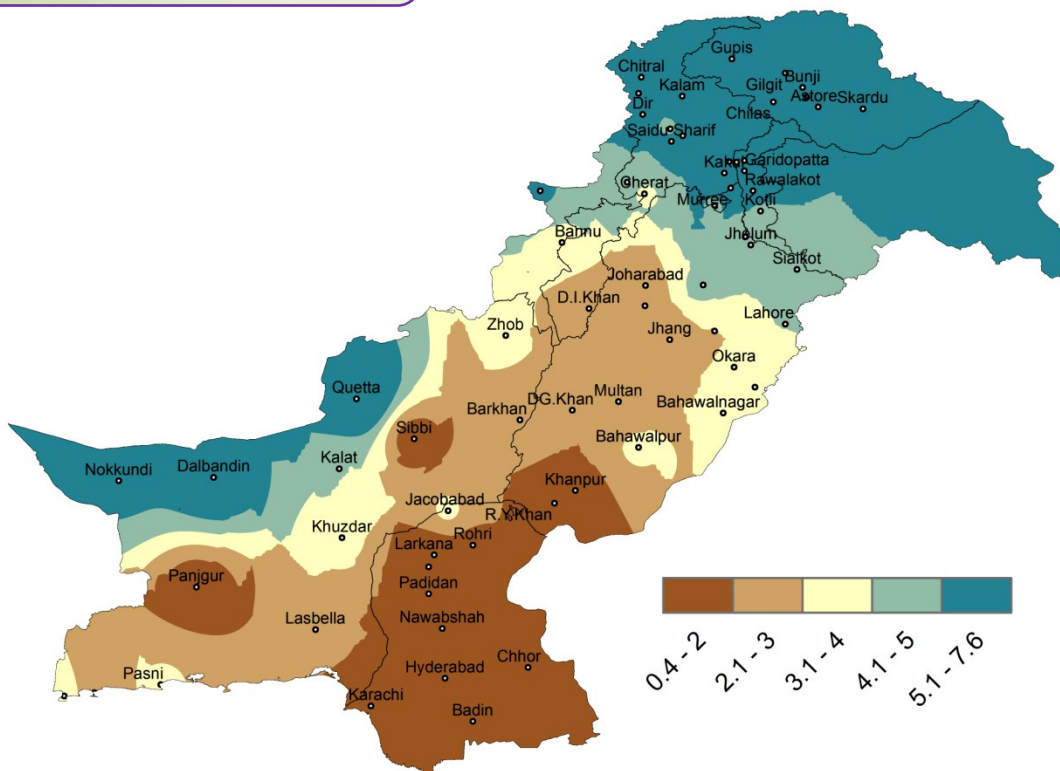 Gupis
Chitral
Bunji
Kalam
Gilgit
Astore
Skardu
Dir
Chilas
Saidu Sharif
Garidopatta
Rawalakot
Cherat
Murree
Kotli
Bannu
Jhelum
Sialkot
Joharabad
D.I.Khan
Lahore
Zhob
Jhang
Okara
Quetta
Multan
DG.Khan
Bahawalnagar
Barkhan
Sibbi
Bahawalpur
Kalat
Nokkundi
Dalbandin
Khanpur
Jacobabad
R.Y.Khan
Khuzdar
Rohri
Larkana
Panjgur
Padidan
Lasbella
Nawabshah
Pasni
Hyderabad
Chhor
Karachi
Badin
0.4 - 2
2.1 - 3
3.1 - 4
4.1 - 5
5.1 - 7.6